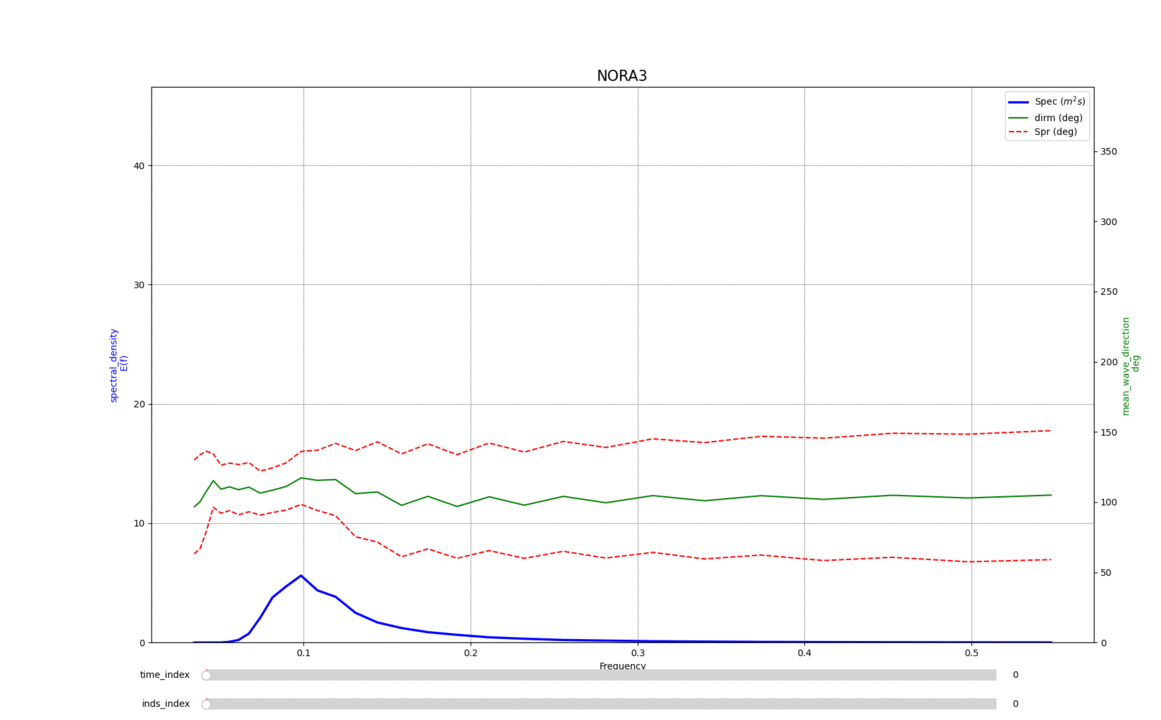 NORA3
Spec (m²s)
dirm (deg)
Spr (deg)
40
30
20
10
0
spectral_density
E(f)
350
300
250
200
150
100
50
0
mean_wave_direction
deg
0.1 0.2 0.3 0.4 0.5
Frequency
time_index 0
inds_index 0